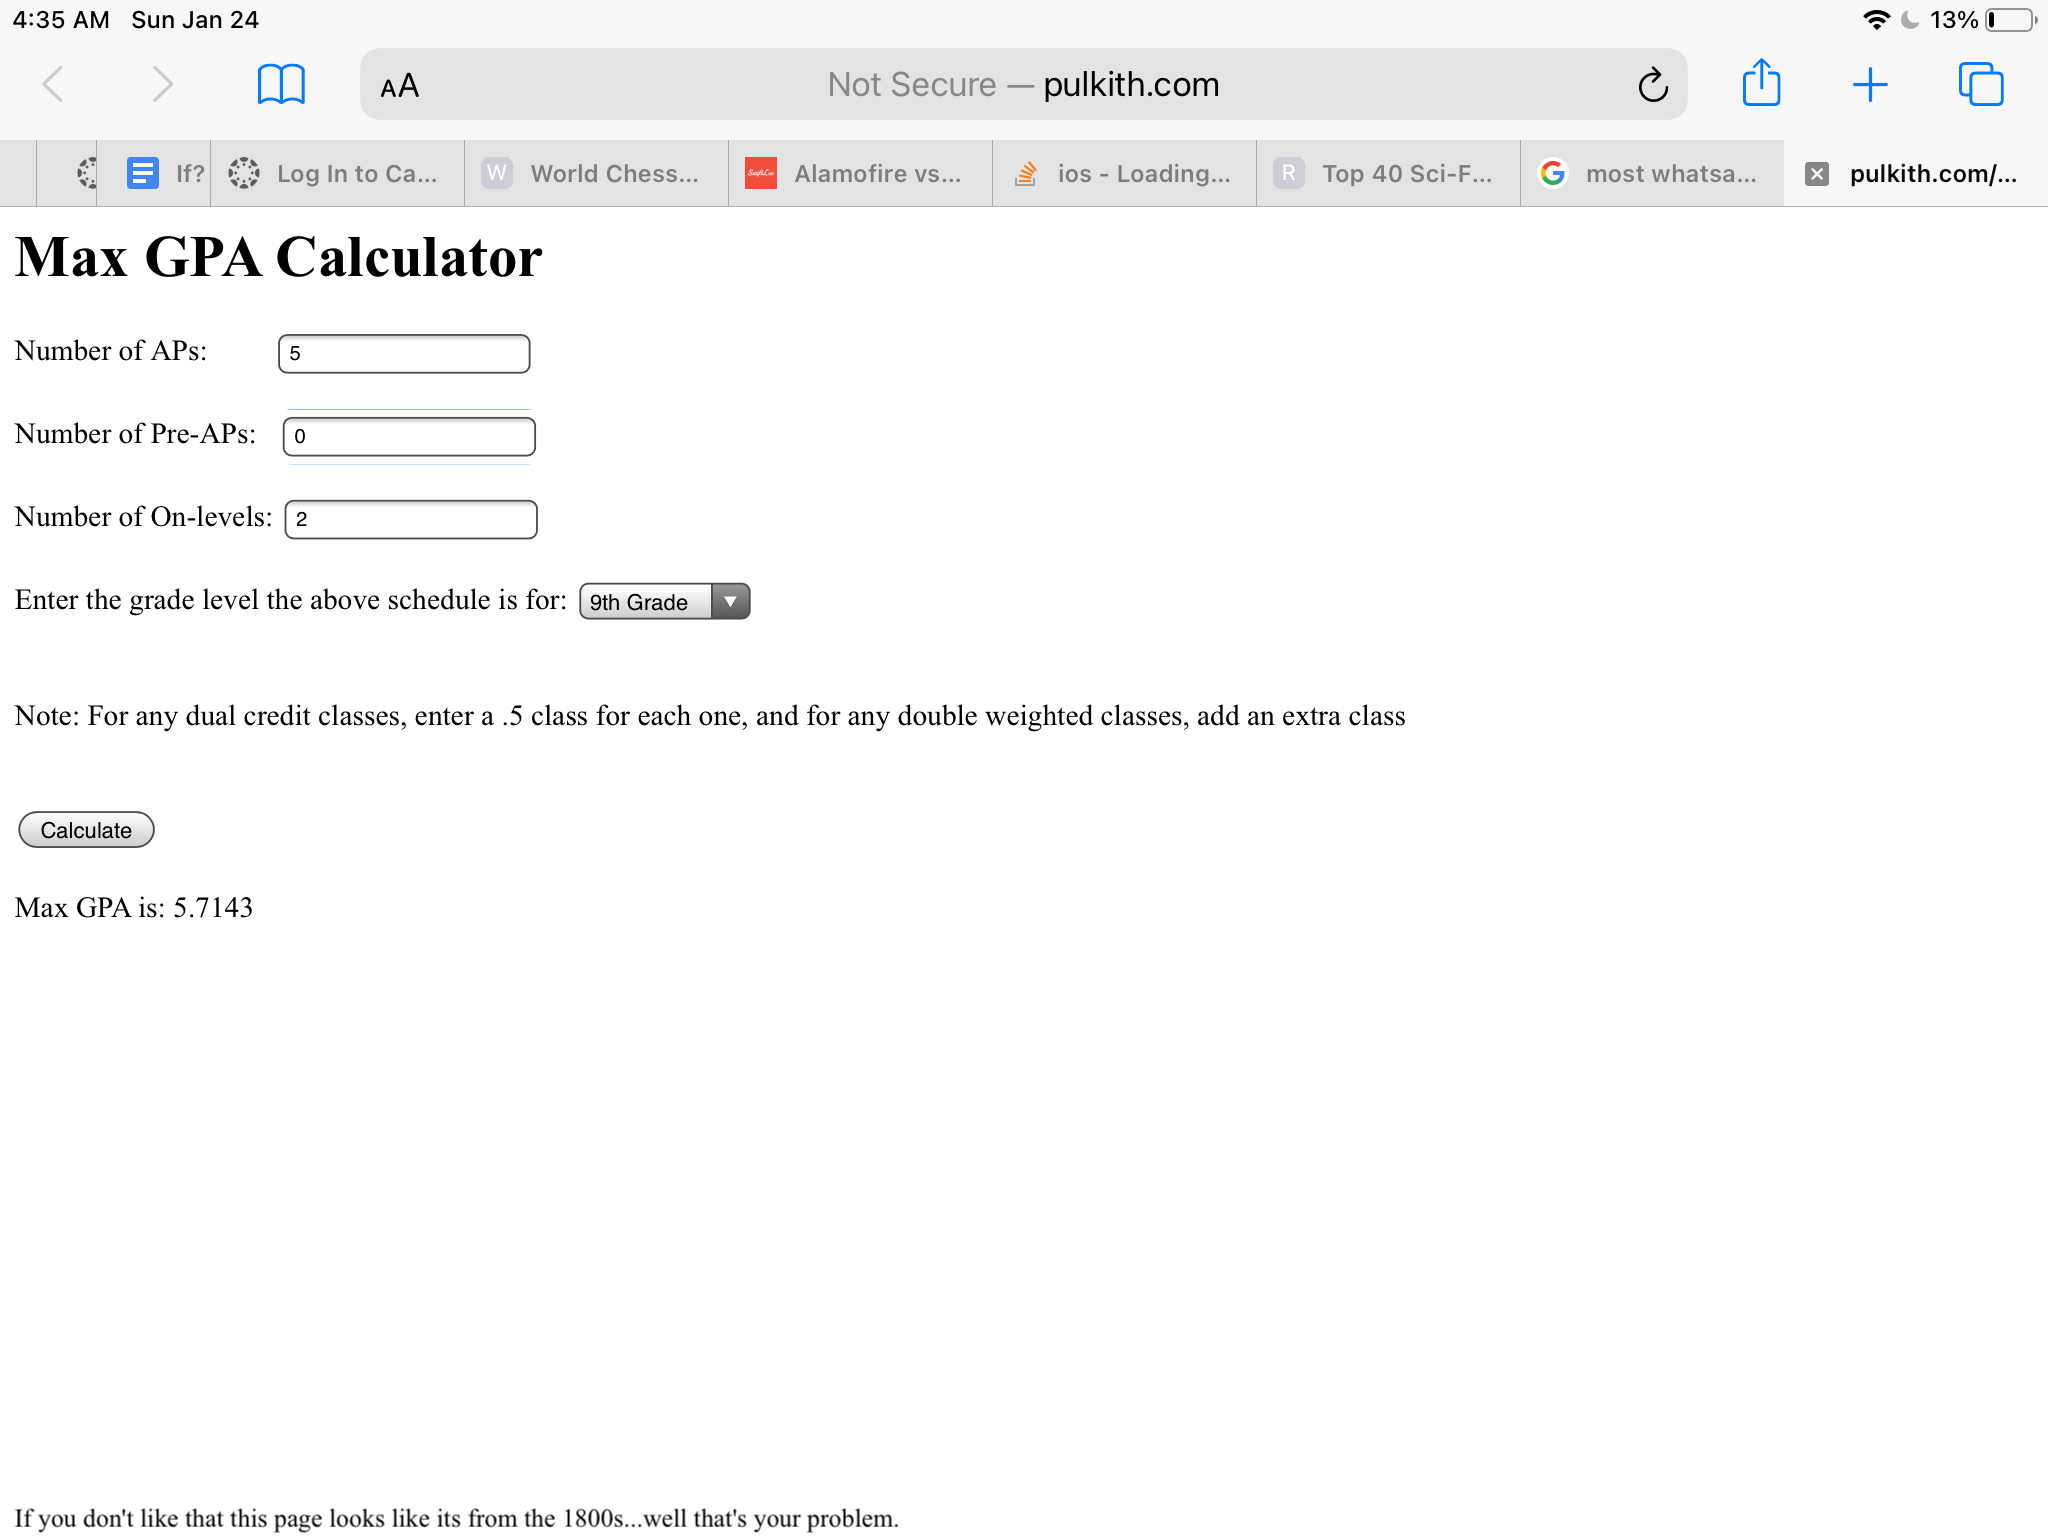 4:35 AM Sun Jan 24 13%
AA Not Secure — pulkith.com
If? Log In to Ca... W World Chess... Alamofire vs... ios - Loading... R Top 40 Sci-F... G most whatsa... pulkith.com/...
Max GPA Calculator
Number of APs: 5
Number of Pre-APs: 0
Number of On-levels: 2
Enter the grade level the above schedule is for: 9th Grade
Note: For any dual credit classes, enter a .5 class for each one, and for any double weighted classes, add an extra class
Calculate
Max GPA is: 5.7143
If you don't like that this page looks like its from the 1800s...well that's your problem.